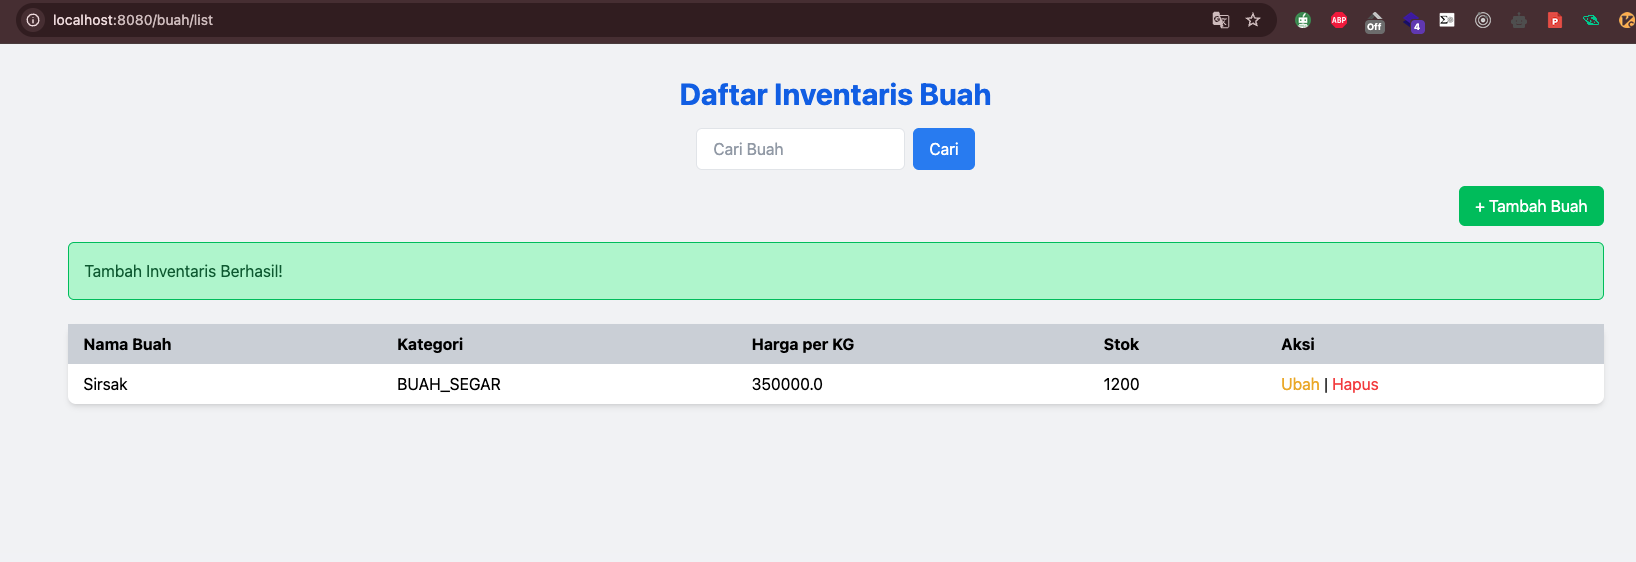 localhost:8080/buah/list
ABP
Off
4
P
Daftar Inventaris Buah
Cari Buah
Cari
+ Tambah Buah
Tambah Inventaris Berhasil!
Nama Buah Kategori Harga per KG Stok Aksi
Sirsak BUAH_SEGAR 350000.0 1200 Ubah | Hapus